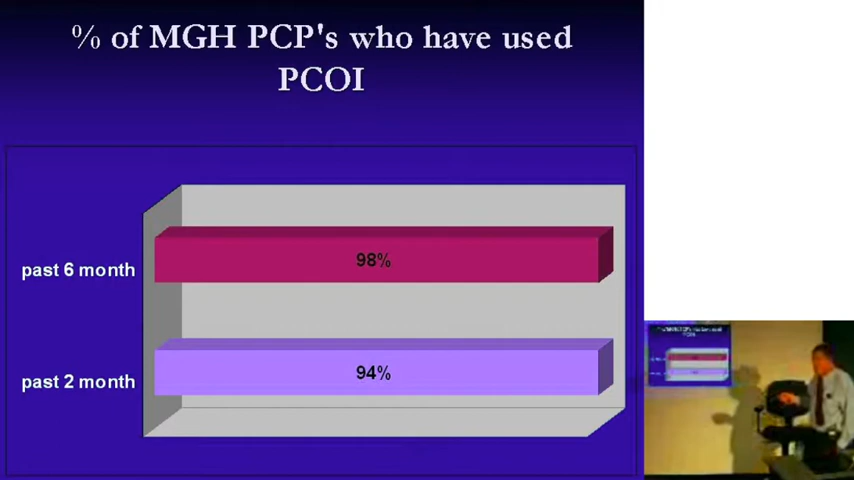 % of MGH PCP's who have used
PCOI
past 6 month
98%
past 2 month
94%